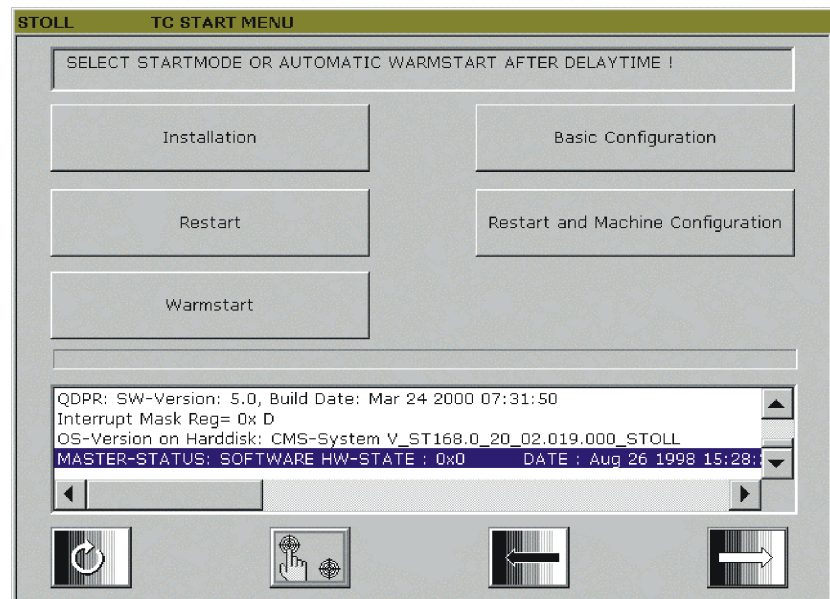 STOLL TC START MENU
SELECT STARTMODE OR AUTOMATIC WARMSTART AFTER DELAYTIME !
Installation
Basic Configuration
Restart
Restart and Machine Configuration
Warmstart
QDPR: SW-Version: 5.0, Build Date: Mar 24 2000 07:31:50
Interrupt Mask Reg= 0x D
OS-Version on Harddisk: CMS-System V_ST168.0_20_02.019.000_STOLL
MASTER-STATUS: SOFTWARE HW-STATE : 0x0 DATE : Aug 26 1998 15:28: